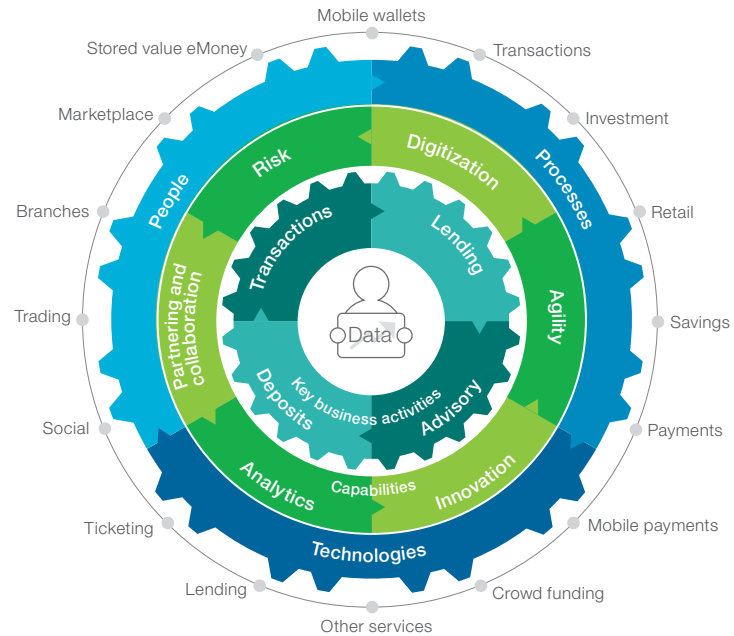 Mobile wallets
Stored value eMoney
Transactions
Marketplace
Investment
Branches
Retail
Trading
Savings
Social
Payments
Ticketing
Mobile payments
Lending
Crowd funding
Other services
People
Processes
Technologies
Risk
Digitization
Partnering and
collaboration
Agility
Analytics
Capabilities
Innovation
Transactions
Lending
Deposits
Key business activities
Advisory
Data